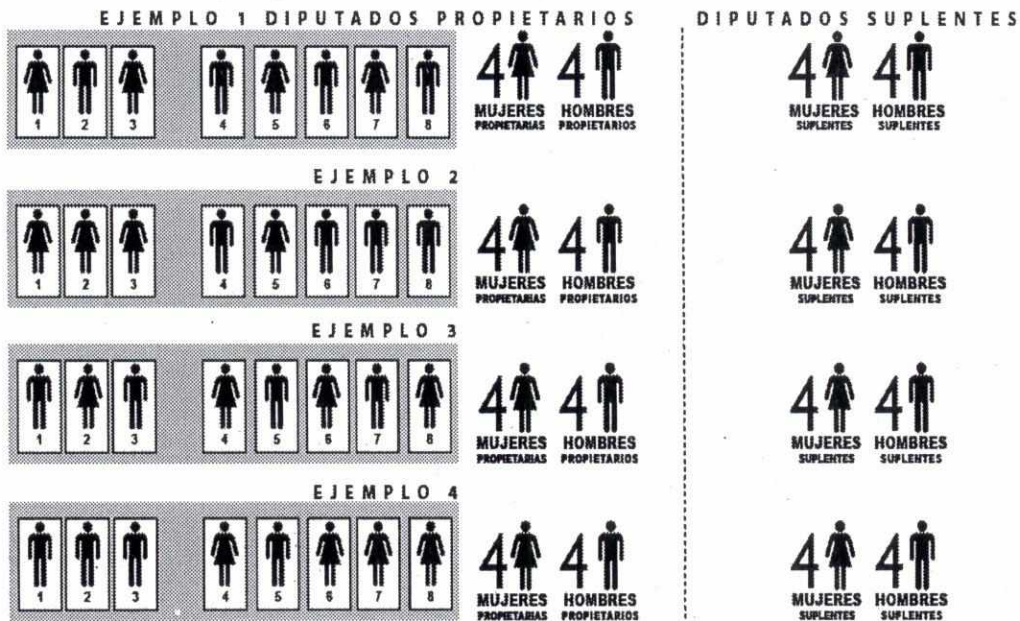 EJEMPLO 1 DIPUTADOS PROPIETARIOS DIPUTADOS SUPLENTES
1 2 3 4 5 6 7 8
4 4 4 4
MUJERES HOMBRES MUJERES HOMBRES
PROPIETARIAS PROPIETARIOS SUPLENTES SUPLENTES
EJEMPLO 2
1 2 3 4 5 6 7 8
4 4 4 4
MUJERES HOMBRES MUJERES HOMBRES
PROPIETARIAS PROPIETARIOS SUPLENTES SUPLENTES
EJEMPLO 3
1 2 3 4 5 6 7 8
4 4 4 4
MUJERES HOMBRES MUJERES HOMBRES
PROPIETARIAS PROPIETARIOS SUPLENTES SUPLENTES
EJEMPLO 4
1 2 3 4 5 6 7 8
4 4 4 4
MUJERES HOMBRES MUJERES HOMBRES
PROPIETARIAS PROPIETARIOS SUPLENTES SUPLENTES